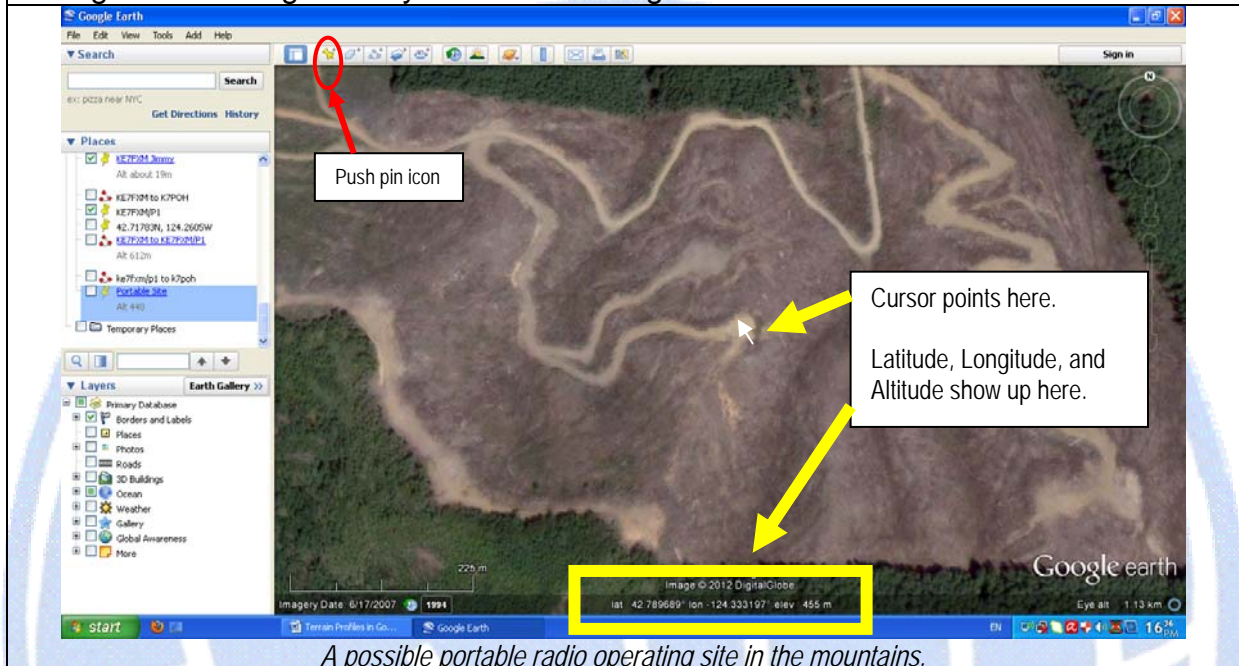 Google Earth
File Edit View Tools Add Help
▼ Search
Sign in
Search
ex: pizza near NYC
Get Directions History
▼ Places
KE7FXM Jimmy
Alt about 19m
KE7FXM to K7POH
KE7FXM/P1
42.71783N, 124.2605W
KE7FXM to KE7FXM/P1
Alt 612m
ke7fxm/p1 to k7poh
Portable Site
Alt 440
Temporary Places
▼ Layers
Earth Gallery >>
Primary Database
Borders and Labels
Places
Photos
Roads
3D Buildings
Ocean
Weather
Gallery
Global Awareness
More
Push pin icon
N
Cursor points here.
Latitude, Longitude, and
Altitude show up here.
225 m
Google earth
Image © 2012 DigitalGlobe
Imagery Date: 6/17/2007 1994
lat 42.789689° lon -124.333197° elev 455 m
Eye alt 1.13 km
start
Terrain Profiles in Go...
Google Earth
EN
16 36 PM
A possible portable radio operating site in the mountains.